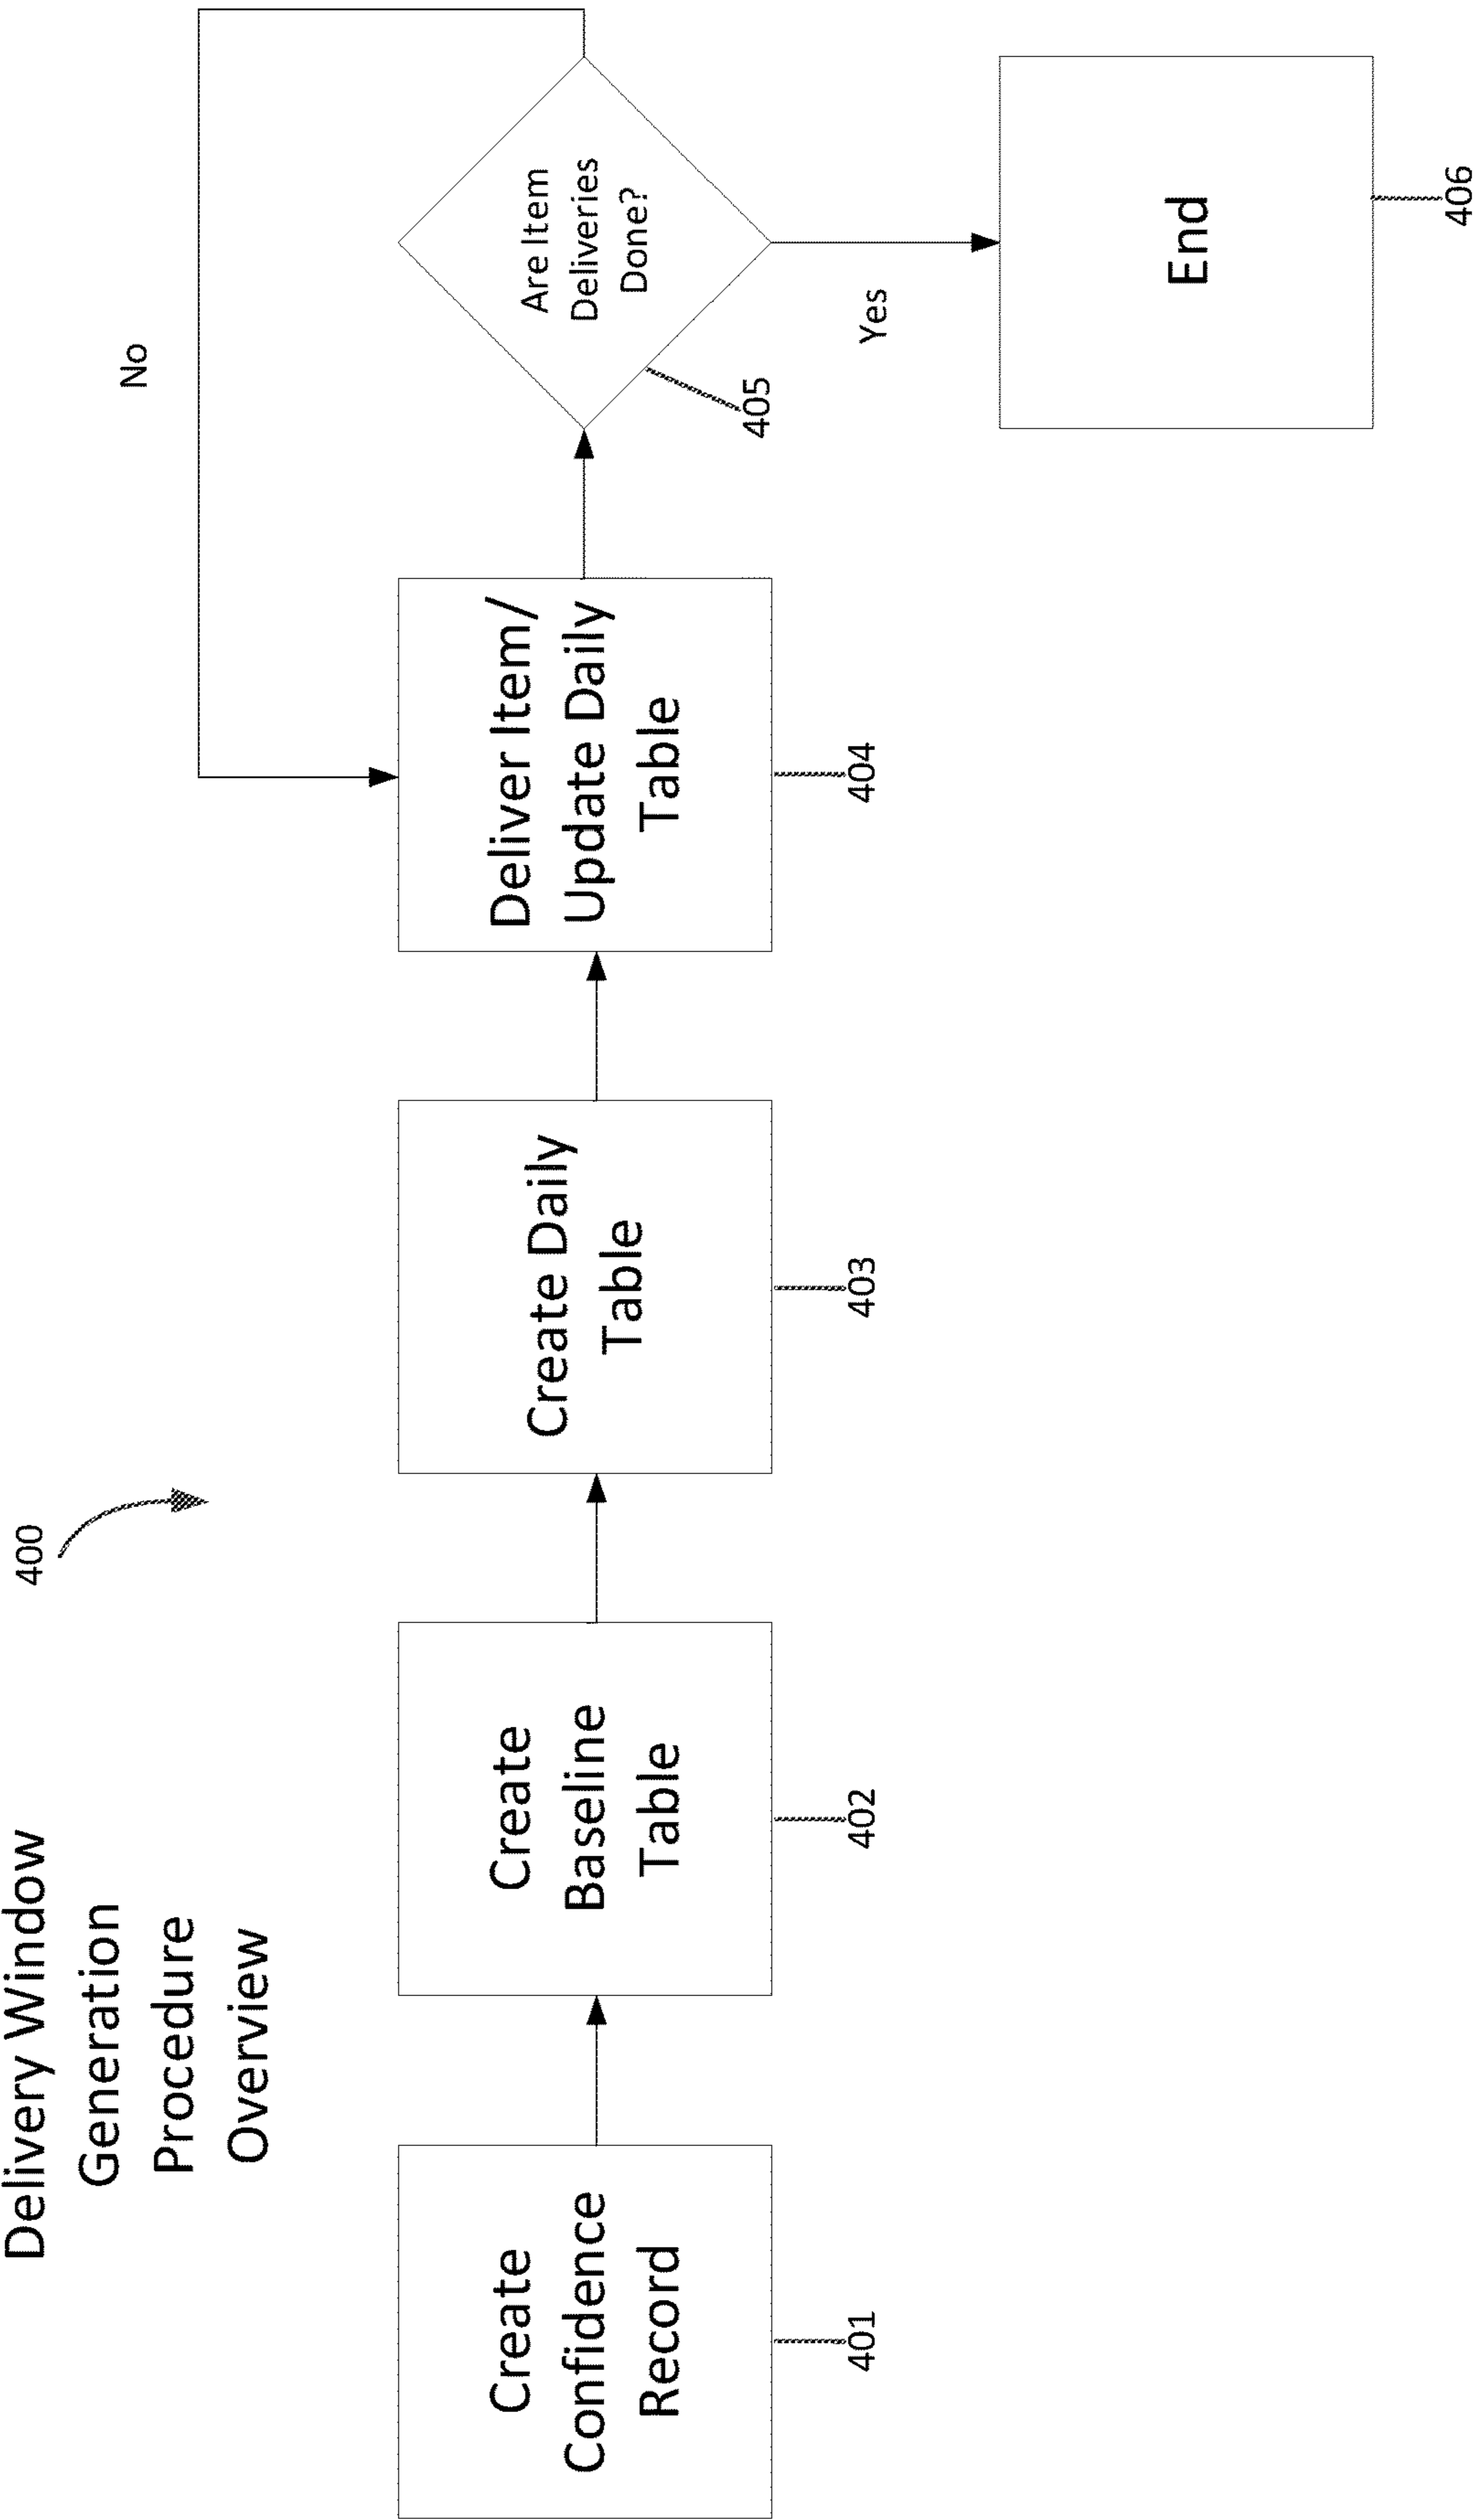 Delivery Window
Generation
Procedure
Overview
400
No
Create
Confidence
Record
401
Create
Baseline
Table
402
Create Daily
Table
403
Deliver Item/
Update Daily
Table
404
Are Item
Deliveries
Done?
405
Yes
End
406